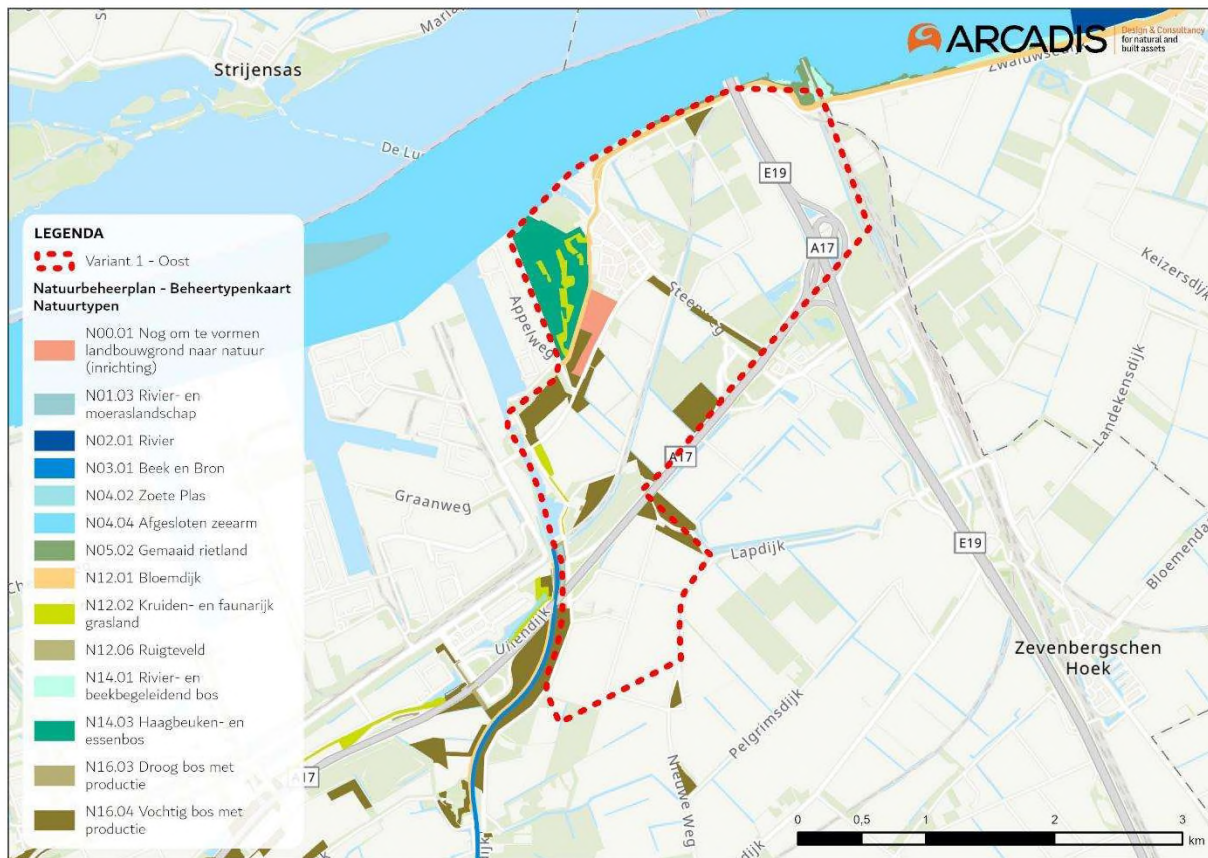 Strijensas
ARCADIS
Design & Consultancy
for natural and
built assets
E19
A17
Steenweg
Appelweg
Keizersdijk
Landekensdijk
Graanweg
A17
Lapdijk
E19
Zevenbergschen
Hoek
Pelgrimsdijk
Nieuwe Weg
A17
LEGENDA
Variant 1 - Oost
Natuurbeheerplan - Beheertypenkaart
Natuurtypen
N00.01 Nog om te vormen
landbouwgrond naar natuur
(inrichting)
N01.03 Rivier- en
moeraslandschap
N02.01 Rivier
N03.01 Beek en Bron
N04.02 Zoete Plas
N04.04 Afgesloten zeearm
N05.02 Gemaaid rietland
N12.01 Bloemdijk
N12.02 Kruiden- en faunarijk
grasland
N12.06 Ruigteveld
N14.01 Rivier- en
beekbegeleidend bos
N14.03 Haagbeuken- en
essenbos
N16.03 Droog bos met
productie
N16.04 Vochtig bos met
productie
0 0,5 1 2 3
km